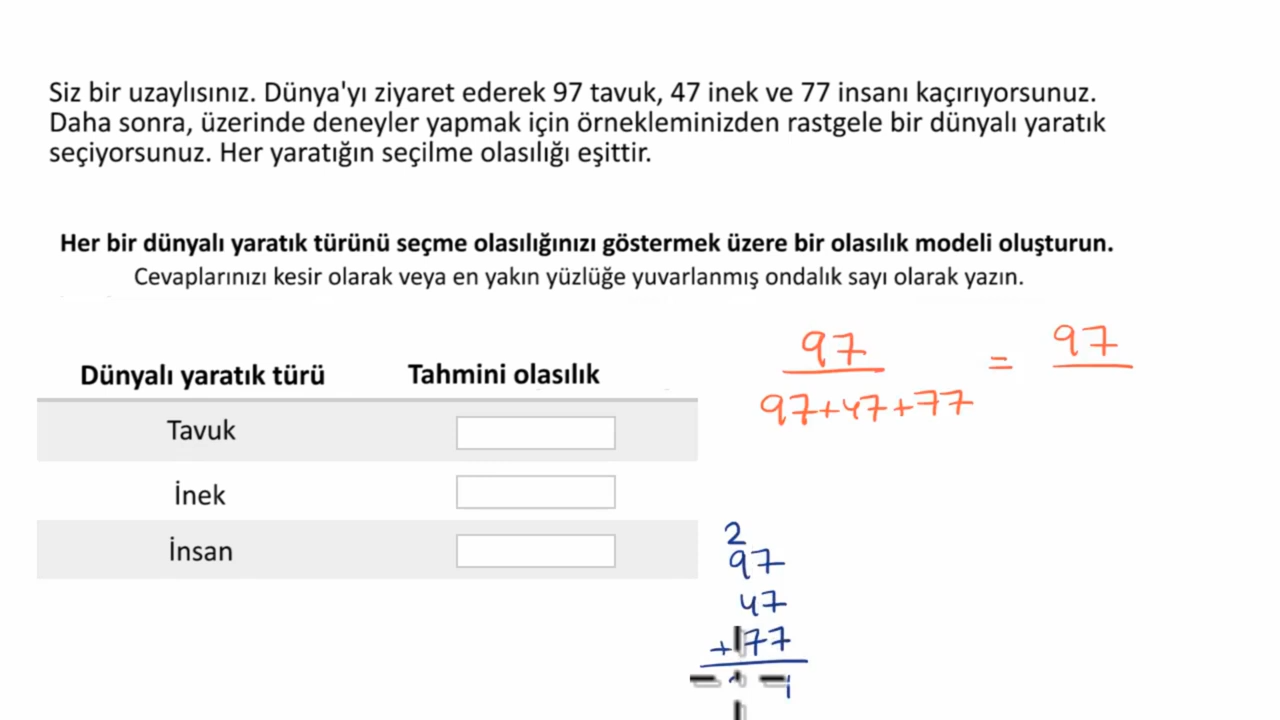 Siz bir uzaylısınız. Dünya'yı ziyaret ederek 97 tavuk, 47 inek ve 77 insanı kaçırıyorsunuz.
Daha sonra, üzerinde deneyler yapmak için örnekleminizden rastgele bir dünyalı yaratık
seçiyorsunuz. Her yaratığın seçilme olasılığı eşittir.
Her bir dünyalı yaratık türünü seçme olasılığınızı göstermek üzere bir olasılık modeli oluşturun.
Cevaplarınızı kesir olarak veya en yakın yüzlüğe yuvarlanmış ondalık sayı olarak yazın.
97 = 97
97+47+77
Dünyalı yaratık türü Tahmini olasılık
Tavuk
İnek
İnsan
2
97
47
+77
1